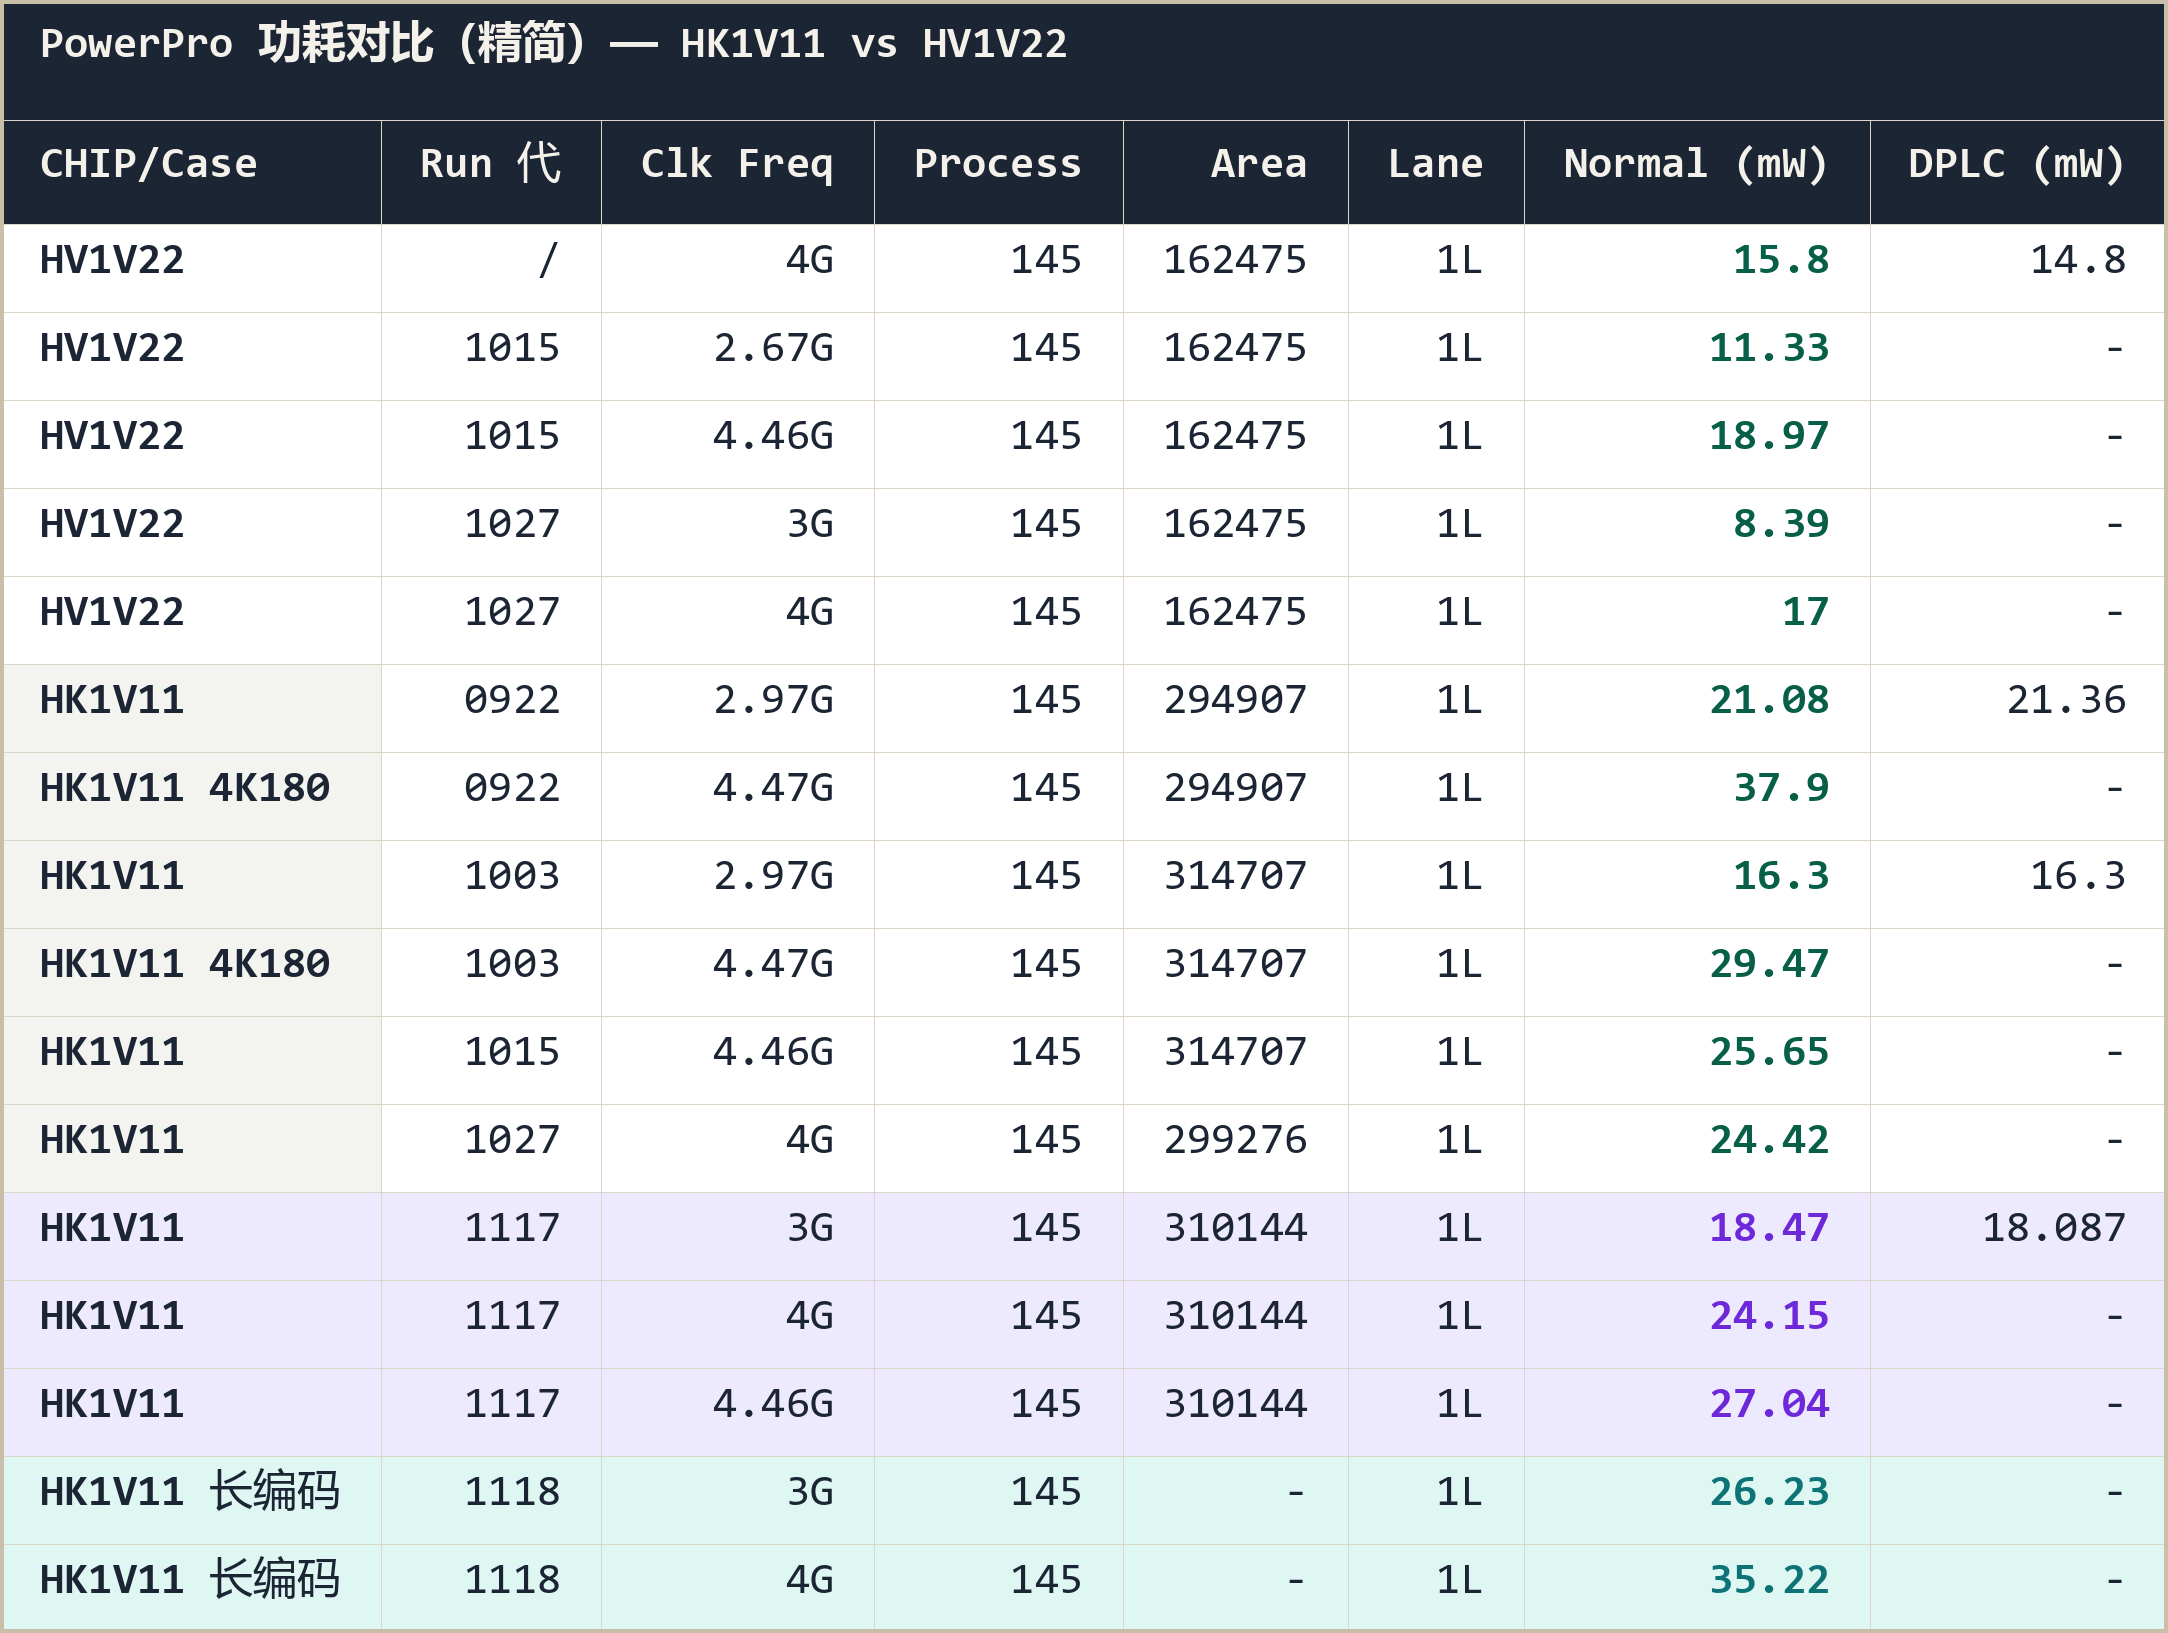 PowerPro 功耗对比 (精简) —— HK1V11 vs HV1V22
CHIP/Case Run 代 Clk Freq Process Area Lane Normal (mW) DPLC (mW)
HV1V22 / 4G 145 162475 1L 15.8 14.8
HV1V22 1015 2.67G 145 162475 1L 11.33 -
HV1V22 1015 4.46G 145 162475 1L 18.97 -
HV1V22 1027 3G 145 162475 1L 8.39 -
HV1V22 1027 4G 145 162475 1L 17 -
HK1V11 0922 2.97G 145 294907 1L 21.08 21.36
HK1V11 4K180 0922 4.47G 145 294907 1L 37.9 -
HK1V11 1003 2.97G 145 314707 1L 16.3 16.3
HK1V11 4K180 1003 4.47G 145 314707 1L 29.47 -
HK1V11 1015 4.46G 145 314707 1L 25.65 -
HK1V11 1027 4G 145 299276 1L 24.42 -
HK1V11 1117 3G 145 310144 1L 18.47 18.087
HK1V11 1117 4G 145 310144 1L 24.15 -
HK1V11 1117 4.46G 145 310144 1L 27.04 -
HK1V11 长编码 1118 3G 145 - 1L 26.23 -
HK1V11 长编码 1118 4G 145 - 1L 35.22 -